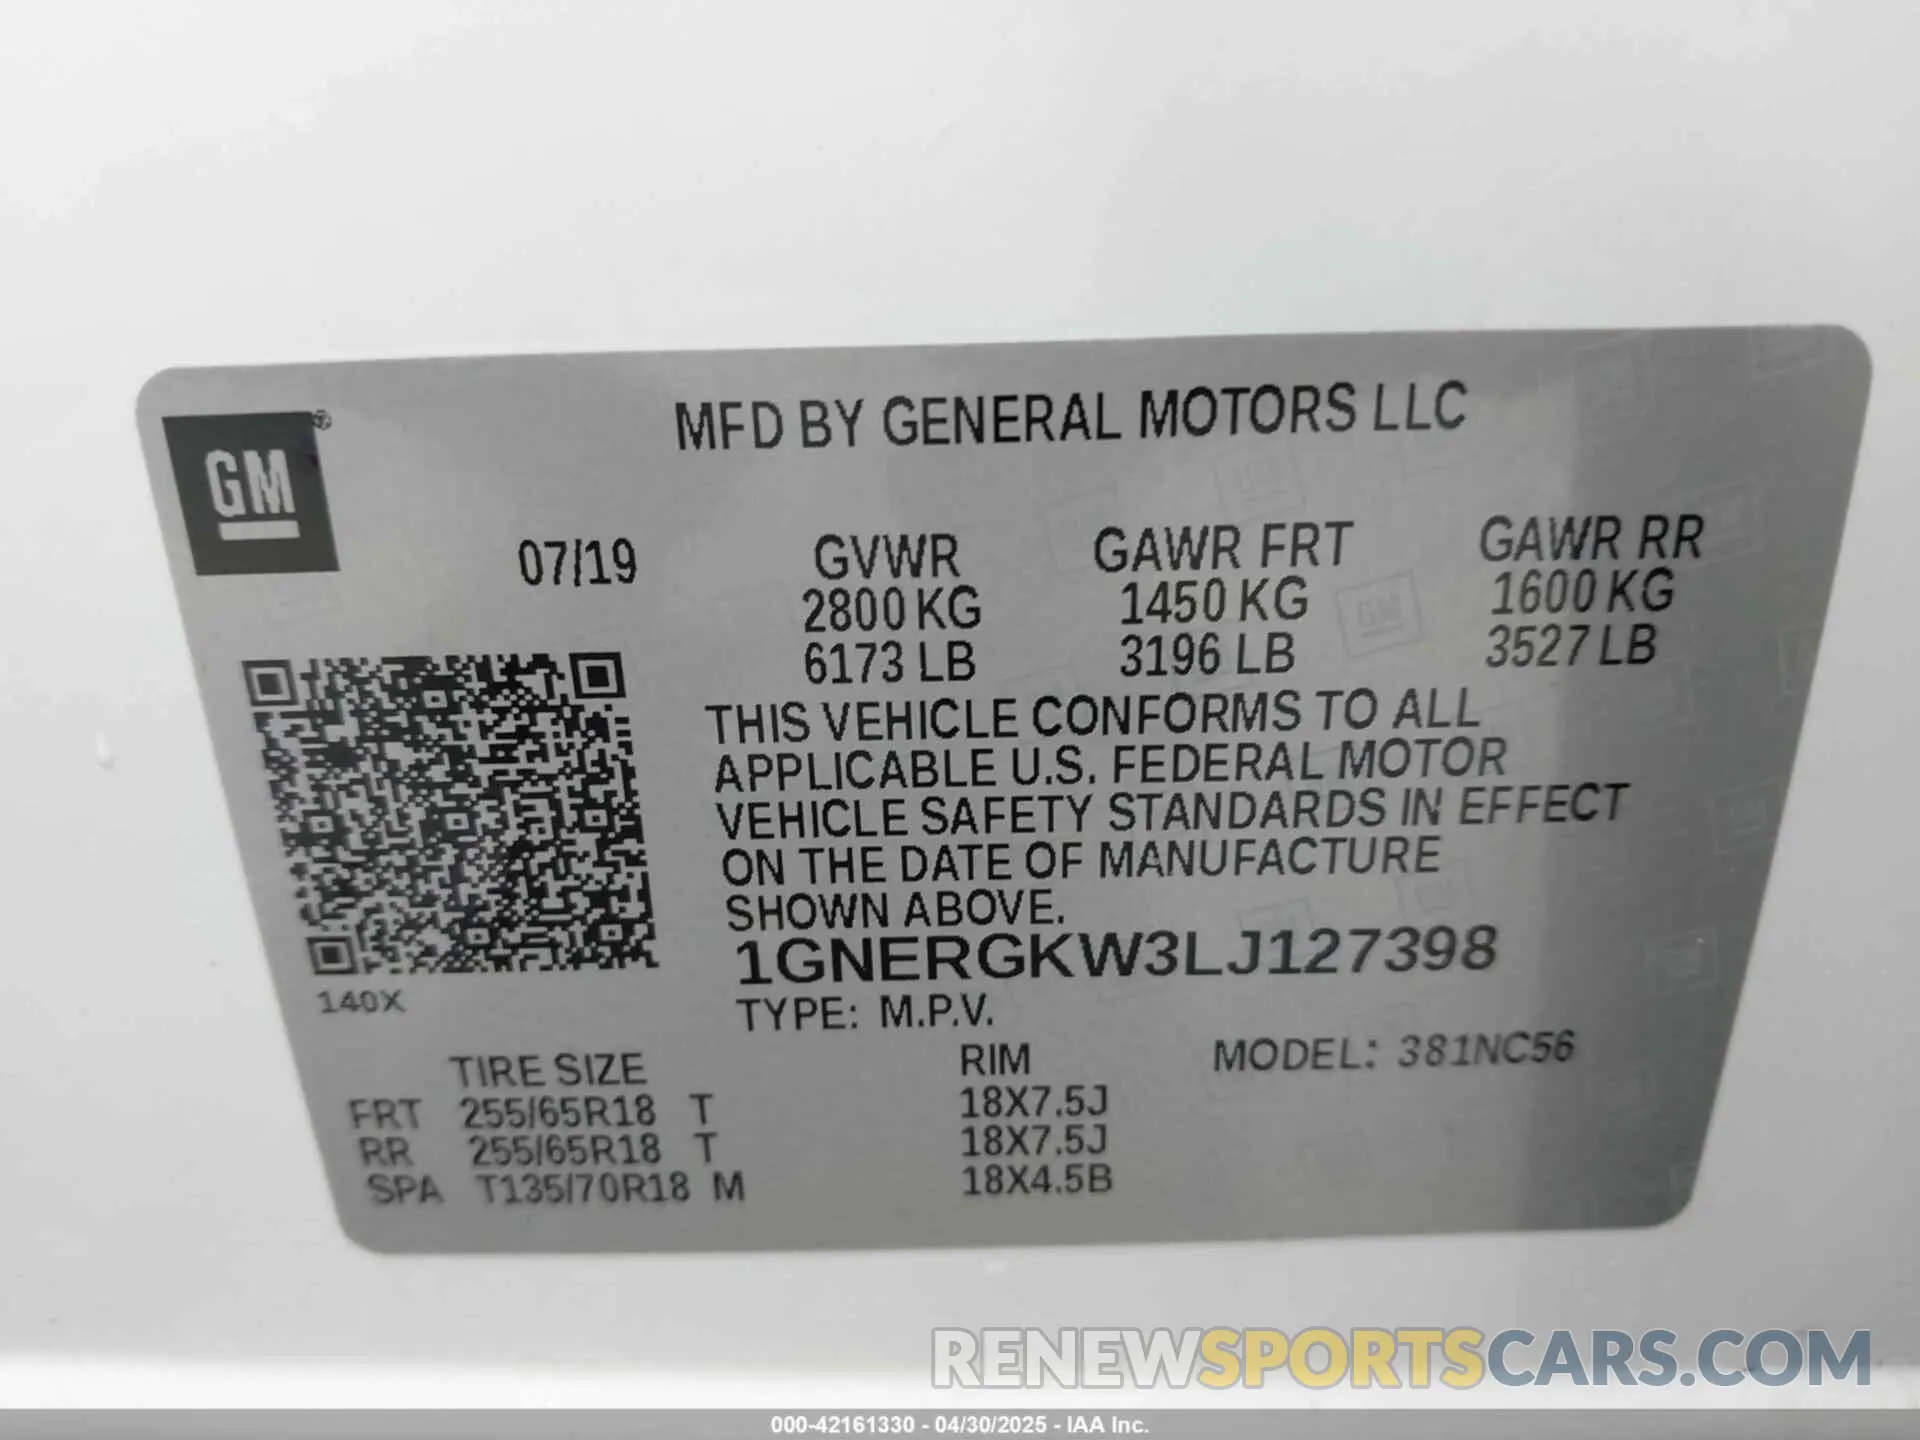 MFD BY GENERAL MOTORS LLC
GM®
07/19 GVWR GAWR FRT GAWR RR
2800 KG 1450 KG 1600 KG
6173 LB 3196 LB 3527 LB
THIS VEHICLE CONFORMS TO ALL
APPLICABLE U.S. FEDERAL MOTOR
VEHICLE SAFETY STANDARDS IN EFFECT
ON THE DATE OF MANUFACTURE
SHOWN ABOVE.
1GNERGKW3LJ127398
140X
TYPE: M.P.V.
TIRE SIZE RIM MODEL: 381NC56
FRT 255/65R18 T 18X7.5J
RR 255/65R18 T 18X7.5J
SPA T135/70R18 M 18X4.5B
RENEWSPORTSCARS.COM
000-42161330 - 04/30/2025 - IAA Inc.